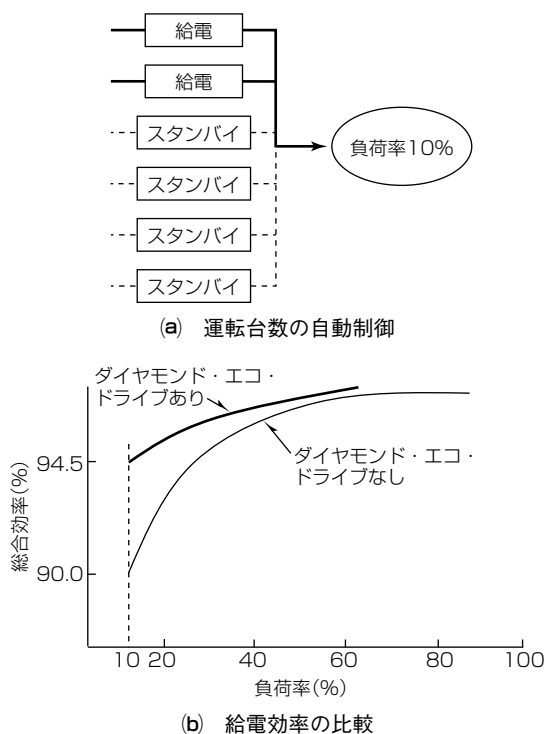 給電
給電
スタンバイ
スタンバイ
スタンバイ
スタンバイ
負荷率10%
(a) 運転台数の自動制御
ダイヤモンド・エコ・
ドライブあり
ダイヤモンド・エコ・
ドライブなし
総合効率(%)
94.5
90.0
10 20 40 60 80 100
負荷率(%)
(b) 給電効率の比較